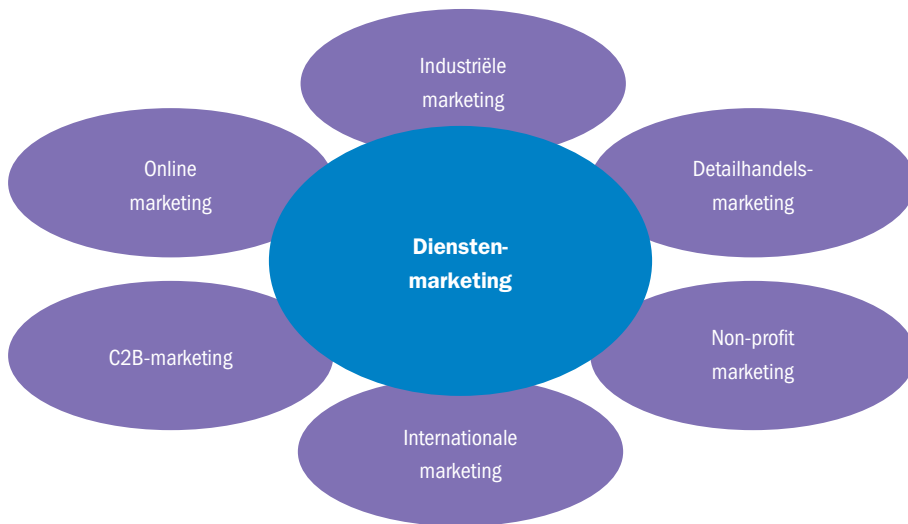 Industriële
marketing
Online
marketing
Detailhandels-
marketing
Diensten-
marketing
C2B-marketing
Non-profit
marketing
Internationale
marketing